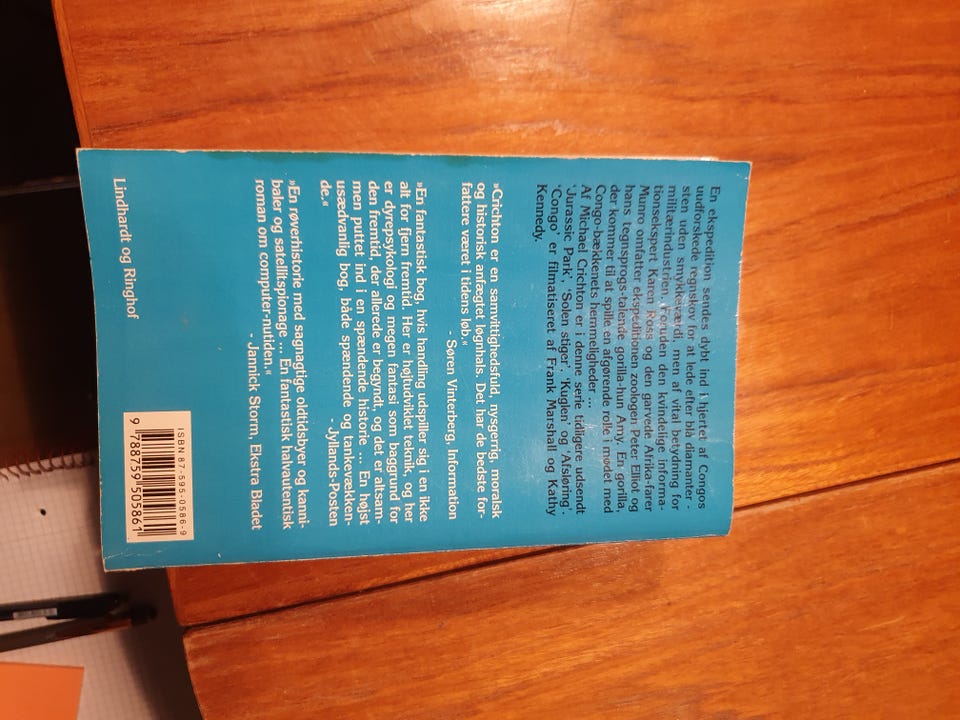 En ekspedition sendes dybt ind i hjertet af Congos
uudforskede regnskov for at lede efter blå diamanter -
sten uden smykkeværdi, men af vital betydning for
militærindustrien. Foruden den kvindelige informa-
tionsekspert Karen Ross og den garvede Afrika-farer
Munro omfatter ekspeditionen zoologen Peter Elliot og
hans tegnsprogs-talende gorilla-hun Amy. En gorilla,
der kommer til at spille en afgørende rolle i mødet med
Congo-bækkenets hemmeligheder ...
Af Michael Crichton er i denne serie tidligere udsendt
'Jurassic Park', 'Solen stiger', 'Kuglen' og 'Afsløring'.
'Congo' er filmatiseret af Frank Marshall og Kathy
Kennedy.
»Crichton er en samvittighedsfuld, nysgerrig, moralsk
og historisk anfægtet løgnhals. Det har de bedste for-
fattere været i tidens løb.«
- Søren Vinterberg, Information
»En fantastisk bog, hvis handling udspiller sig i en ikke
alt for fjern fremtid. Her er højtudviklet teknik, og her
er dyrepsykologi og megen fantasi som baggrund for
den fremtid, der allerede er begyndt, og det er altsam-
men puttet ind i en spændende historie ... En højst
usædvanlig bog, både spændende og tankevækken-
de.«
- Jylands-Posten
»En røverhistorie med sagnagtige oldtidsbyer og kanni-
baler og satellitspionage ... En fantastisk halvautentisk
roman om computer-nutiden.«
- Jannick Storm, Ekstra Bladet
Lindhardt og Ringhof
ISBN 87-595-0586-9
9 788759 505861